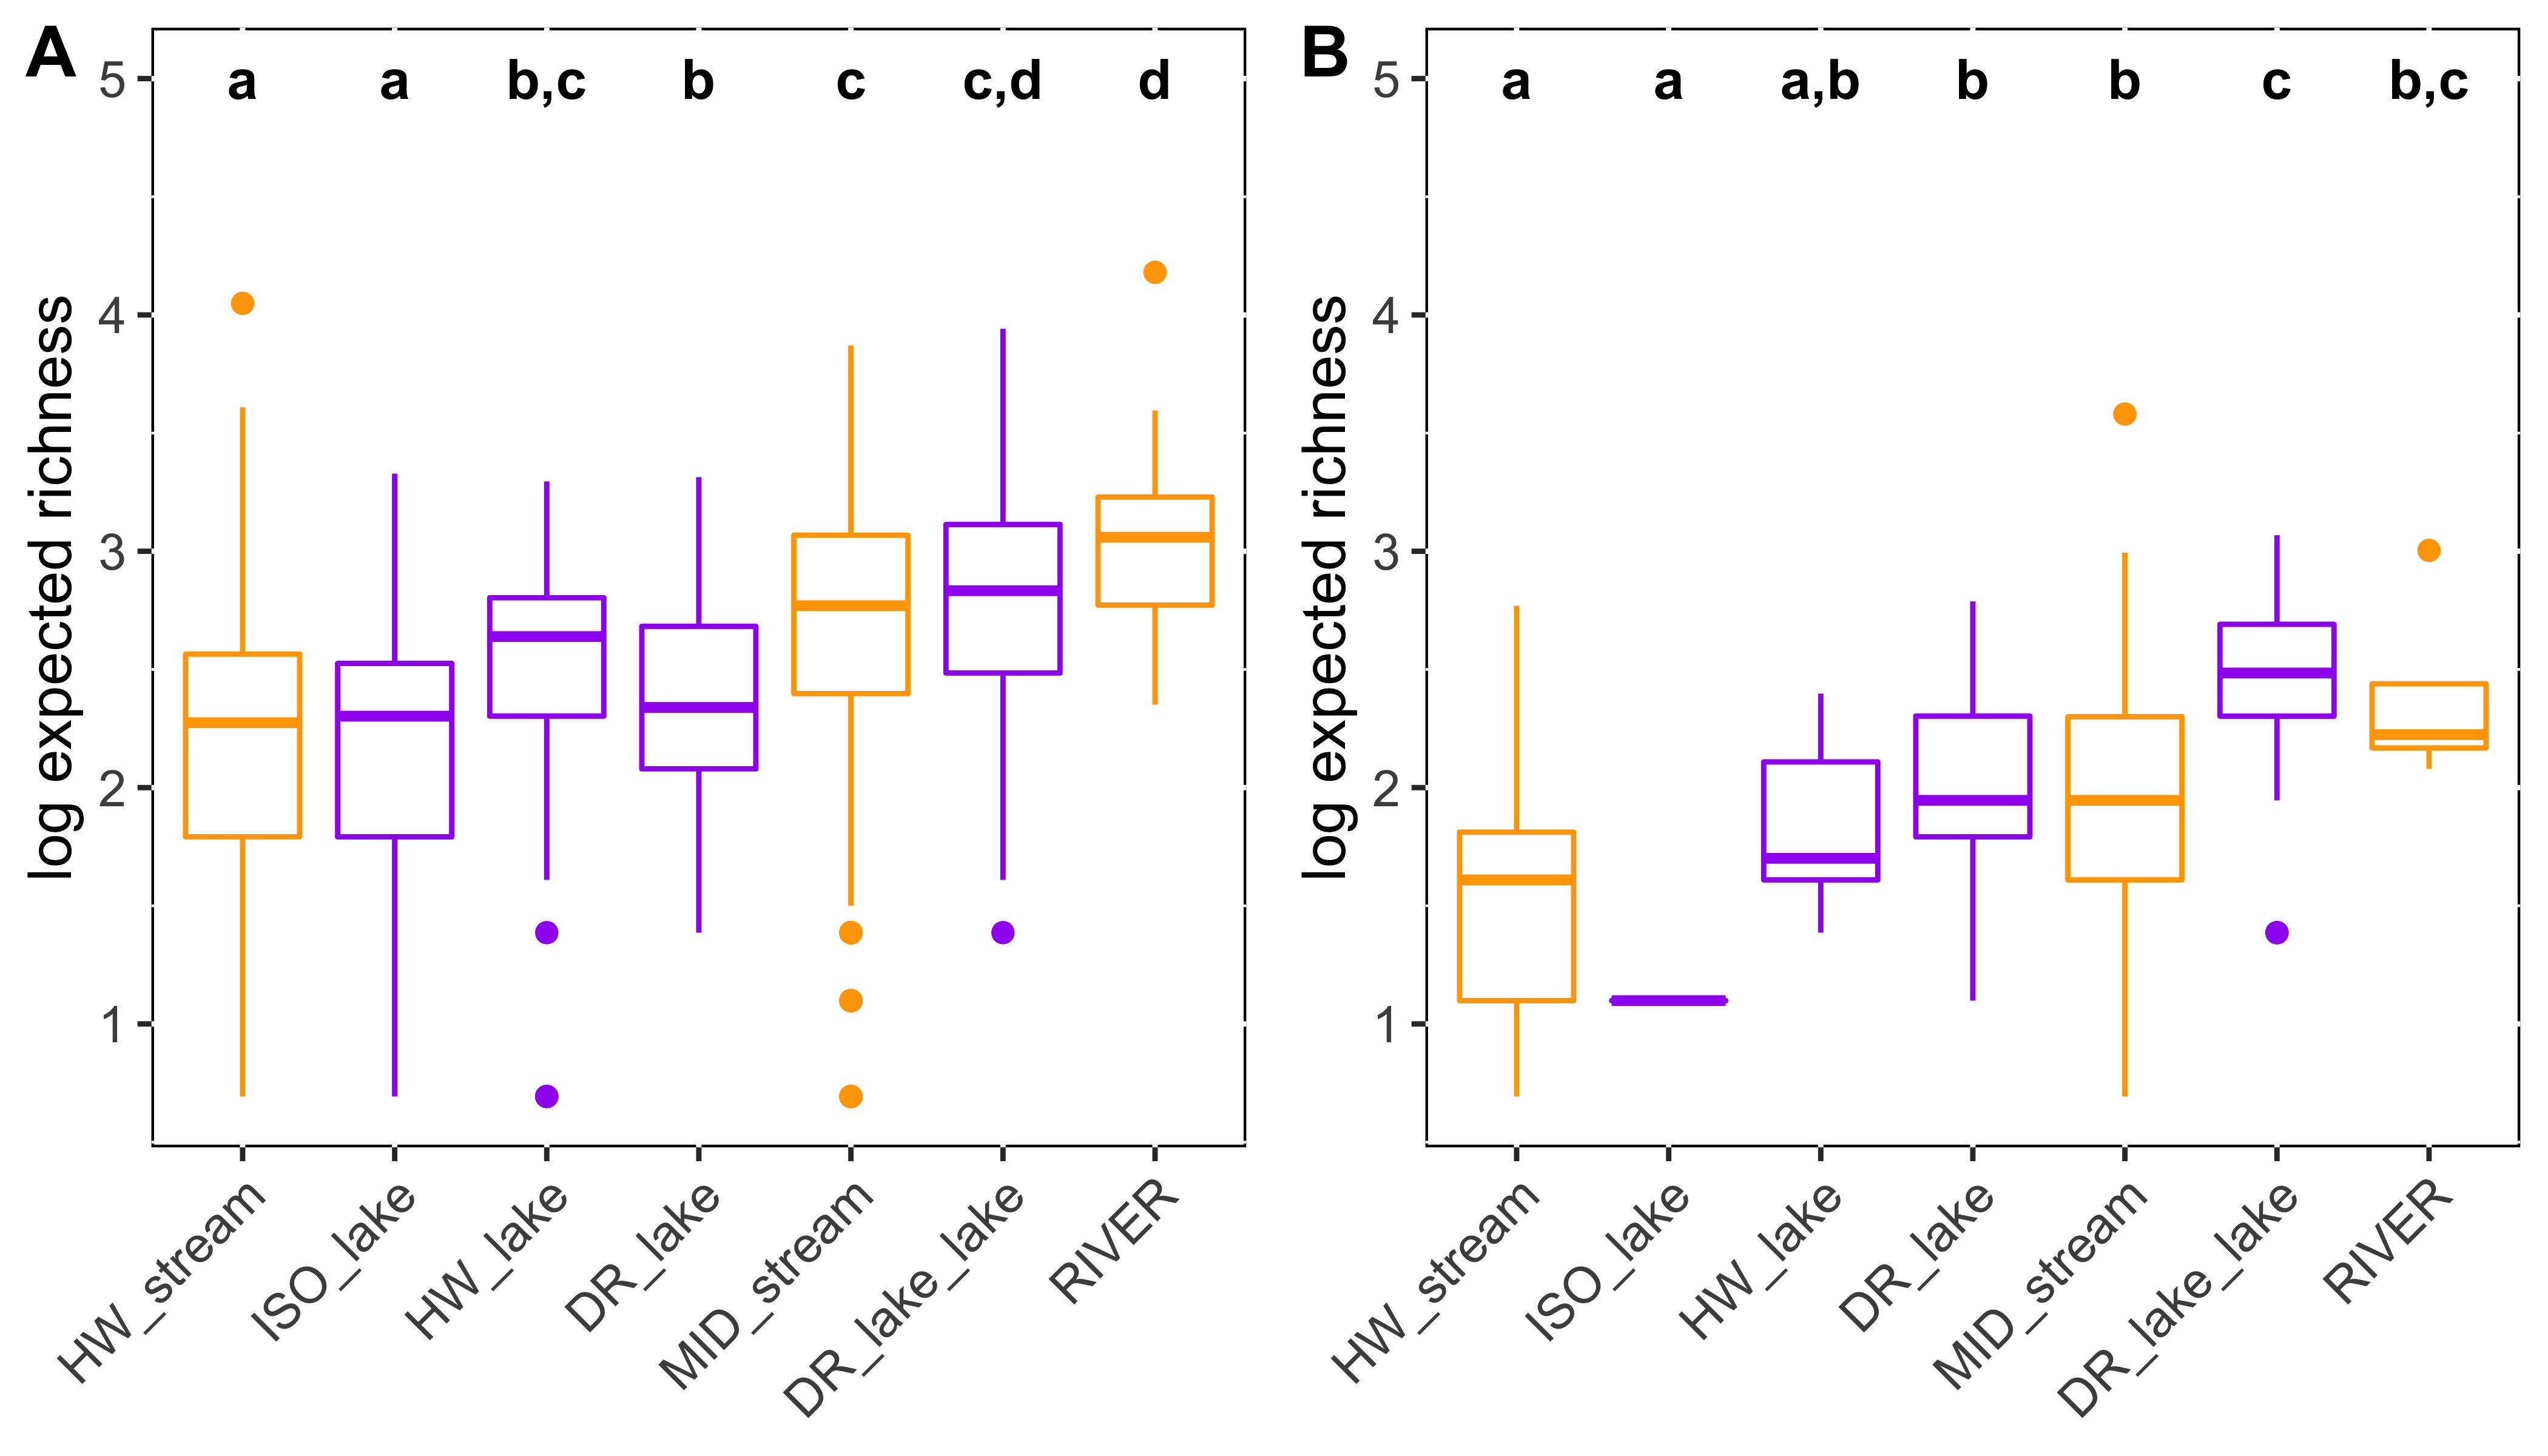 A
a a b,c b c c,d d
5
4
3
2
1
log expected richness
HW_stream
ISO_lake
HW_lake
DR_lake
MID_stream
DR_lake_lake
RIVER
B
a a a,b b b c b,c
5
4
3
2
1
log expected richness
HW_stream
ISO_lake
HW_lake
DR_lake
MID_stream
DR_lake_lake
RIVER